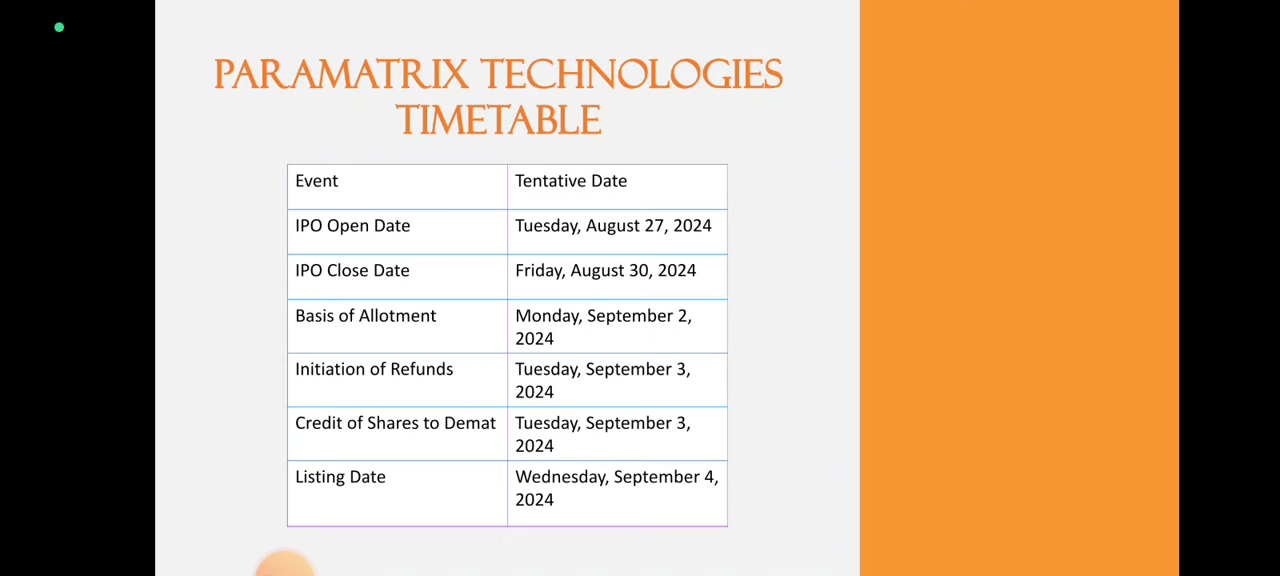 PARAMATRIX TECHNOLOGIES
TIMETABLE
Event Tentative Date
IPO Open Date Tuesday, August 27, 2024
IPO Close Date Friday, August 30, 2024
Basis of Allotment Monday, September 2,
2024
Initiation of Refunds Tuesday, September 3,
2024
Credit of Shares to Demat Tuesday, September 3,
2024
Listing Date Wednesday, September 4,
2024